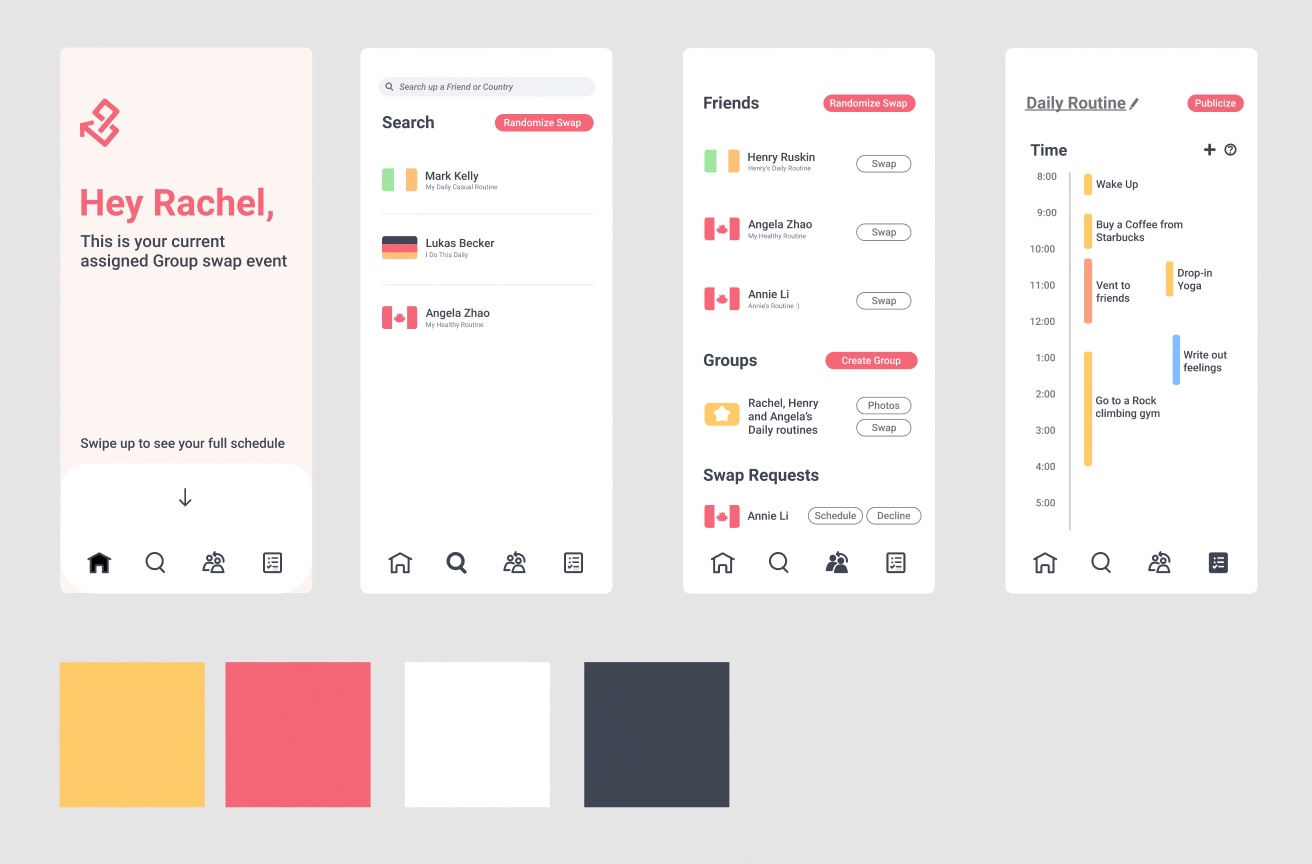 Hey Rachel,
This is your current
assigned Group swap event
Swipe up to see your full schedule
Search up a Friend or Country
Search
Randomize Swap
Mark Kelly
My Daily Casual Routine
Lukas Becker
I Do This Daily
Angela Zhao
My Healthy Routine
Friends
Randomize Swap
Henry Ruskin
Henry's Daily Routine
Swap
Angela Zhao
My Healthy Routine
Swap
Annie Li
Annie's Routine :)
Swap
Groups
Create Group
Rachel, Henry
and Angela's
Daily routines
Photos
Swap
Swap Requests
Annie Li
Schedule
Decline
Daily Routine
Publicize
Time
8:00
Wake Up
9:00
Buy a Coffee from
Starbucks
10:00
Drop-in
Yoga
11:00
Vent to
friends
12:00
1:00
Write out
feelings
2:00
Go to a Rock
climbing gym
3:00
4:00
5:00